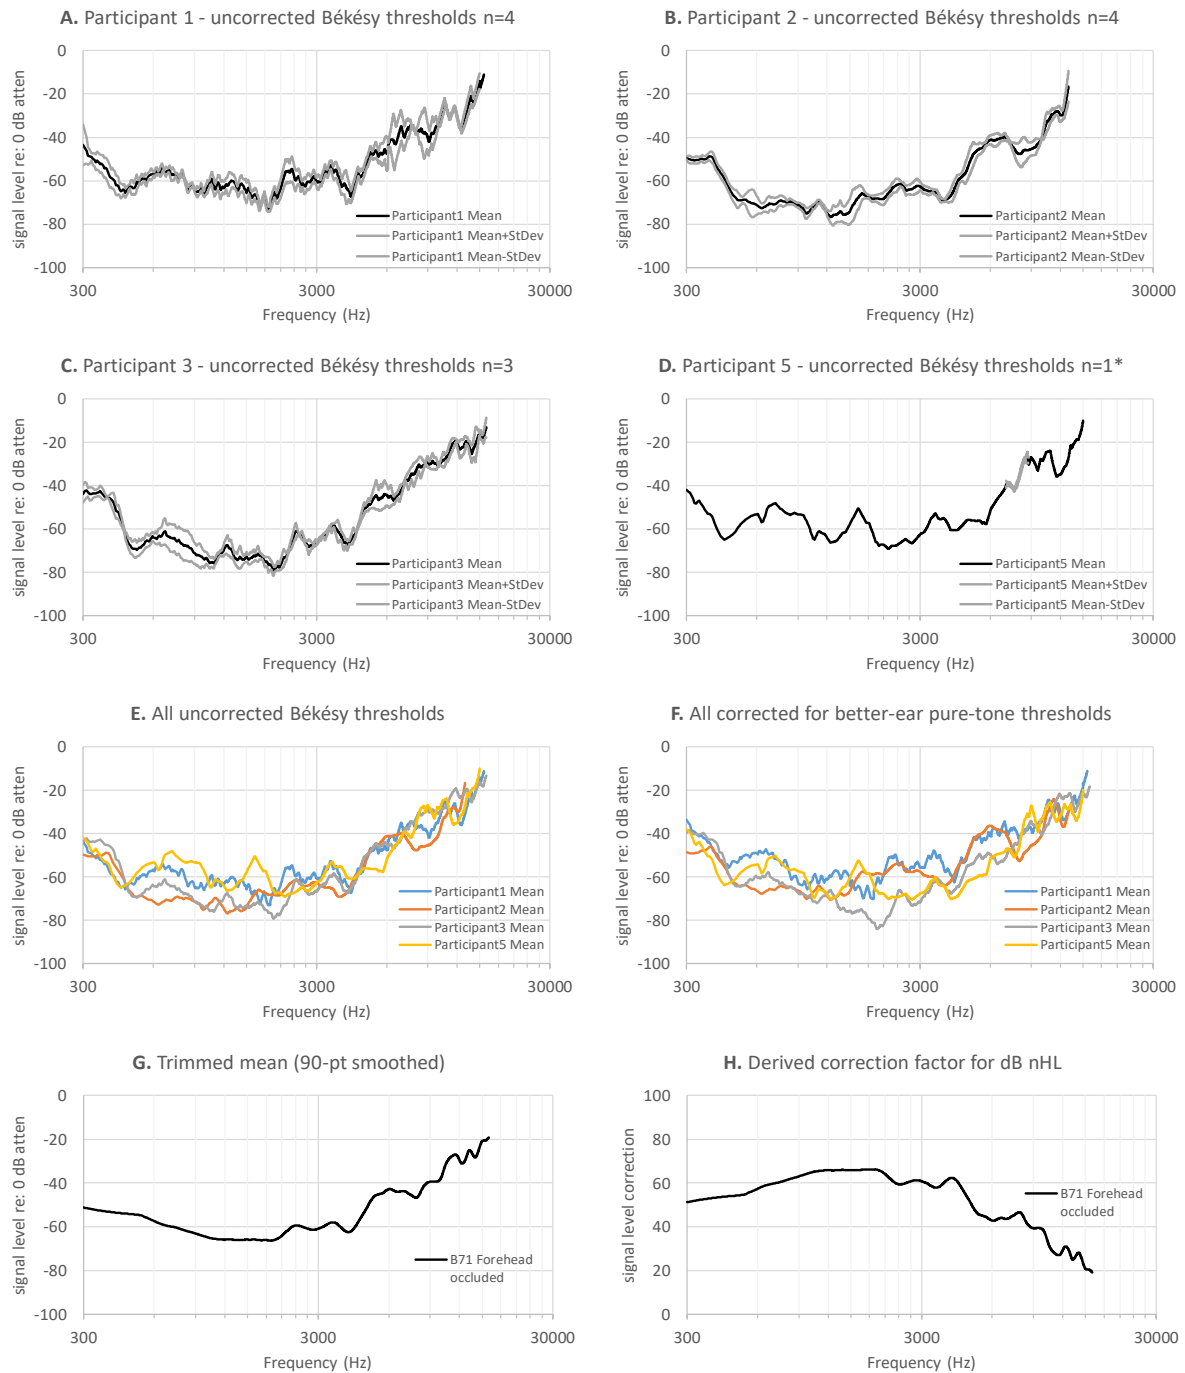 A. Participant 1 - uncorrected Békésy thresholds n=4
0
-20
-40
-60
-80
-100
signal level re: 0 dB atten
Participant1 Mean
Participant1 Mean+StDev
Participant1 Mean-StDev
300
3000
30000
Frequency (Hz)
B. Participant 2 - uncorrected Békésy thresholds n=4
0
-20
-40
-60
-80
-100
signal level re: 0 dB atten
Participant2 Mean
Participant2 Mean+StDev
Participant2 Mean-StDev
300
3000
30000
Frequency (Hz)
C. Participant 3 - uncorrected Békésy thresholds n=3
0
-20
-40
-60
-80
-100
signal level re: 0 dB atten
Participant3 Mean
Participant3 Mean+StDev
Participant3 Mean-StDev
300
3000
30000
Frequency (Hz)
D. Participant 5 - uncorrected Békésy thresholds n=1*
0
-20
-40
-60
-80
-100
signal level re: 0 dB atten
Participant5 Mean
Participant5 Mean+StDev
Participant5 Mean-StDev
300
3000
30000
Frequency (Hz)
E. All uncorrected Békésy thresholds
0
-20
-40
-60
-80
-100
signal level re: 0 dB atten
Participant1 Mean
Participant2 Mean
Participant3 Mean
Participant5 Mean
300
3000
30000
Frequency (Hz)
F. All corrected for better-ear pure-tone thresholds
0
-20
-40
-60
-80
-100
signal level re: 0 dB atten
Participant1 Mean
Participant2 Mean
Participant3 Mean
Participant5 Mean
300
3000
30000
Frequency (Hz)
G. Trimmed mean (90-pt smoothed)
0
-20
-40
-60
-80
-100
signal level re: 0 dB atten
B71 Forehead
occluded
300
3000
30000
Frequency (Hz)
H. Derived correction factor for dB nHL
100
80
60
40
20
0
signal level correction
B71 Forehead
occluded
300
3000
30000
Frequency (Hz)